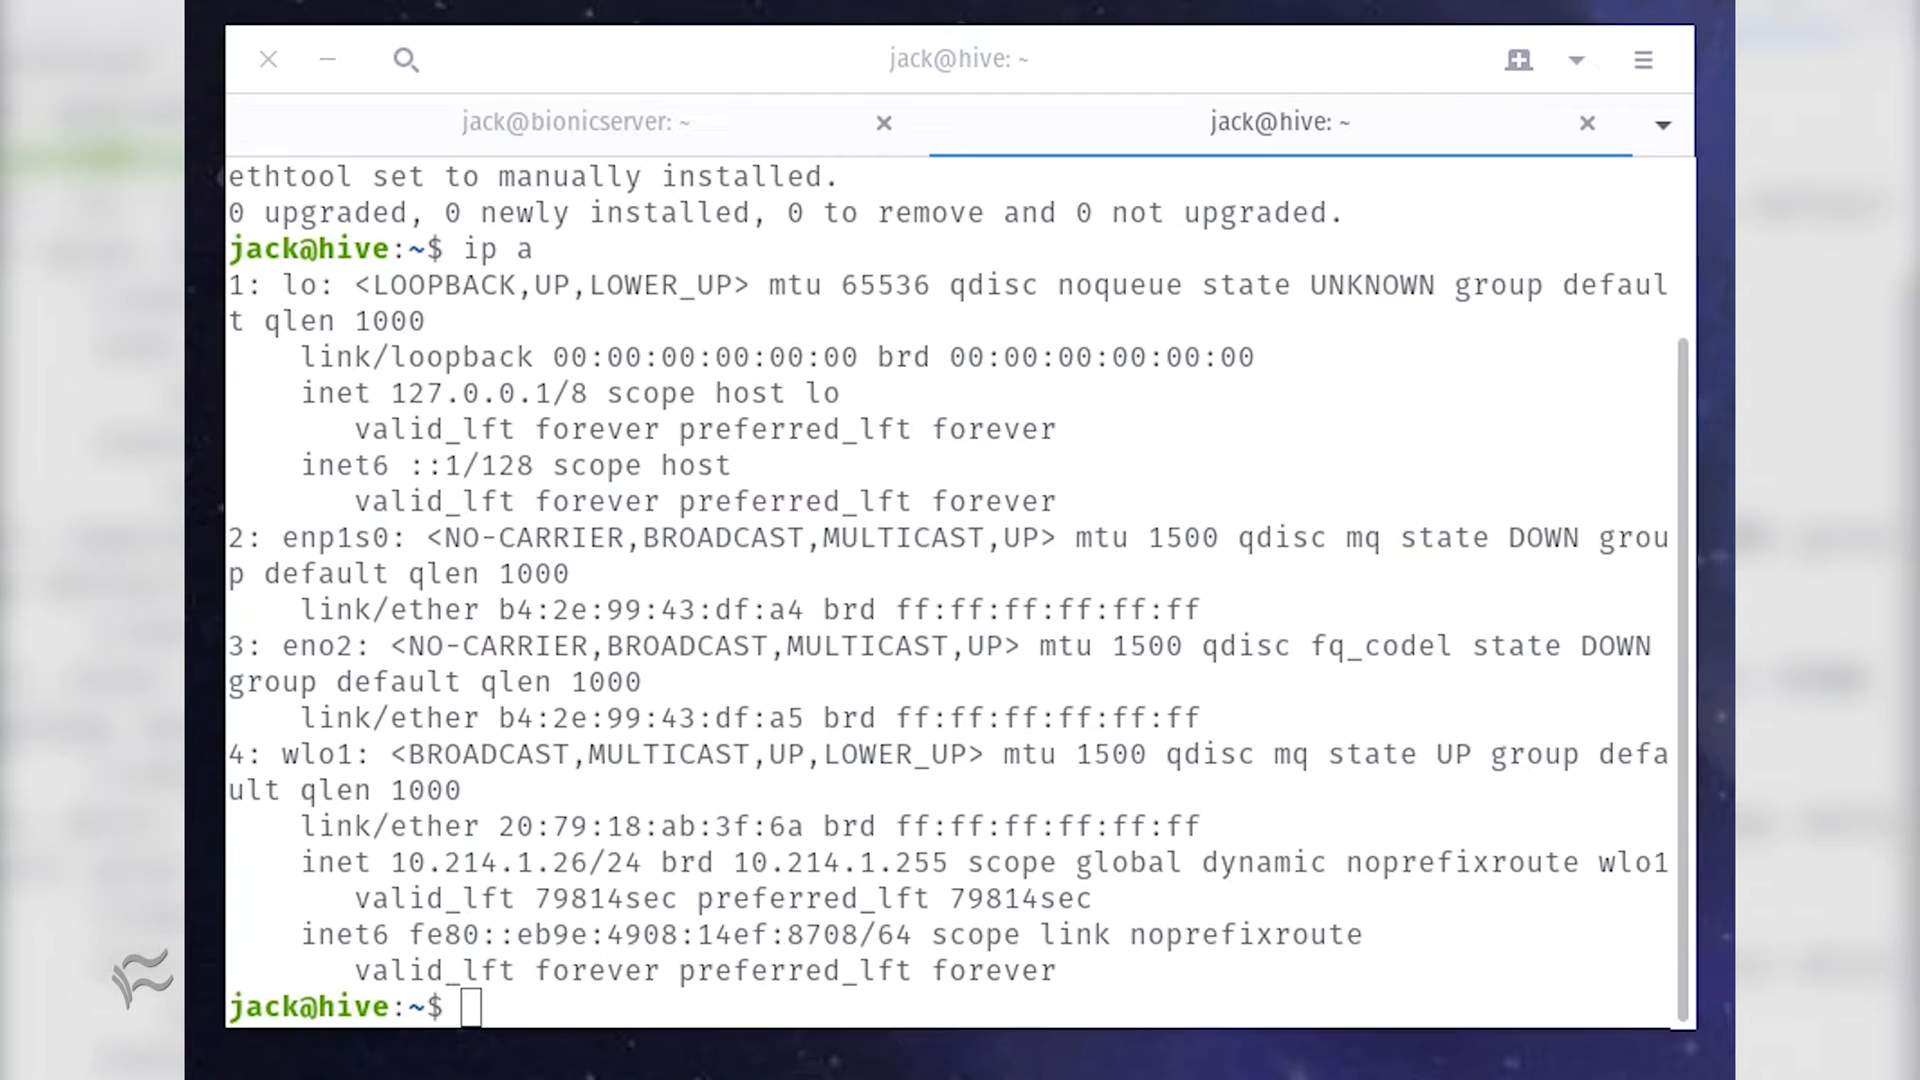 jack@hive: ~
jack@bionicserver: ~
jack@hive: ~
ethtool set to manually installed.
0 upgraded, 0 newly installed, 0 to remove and 0 not upgraded.
jack@hive:~$ ip a
1: lo: <LOOPBACK,UP,LOWER_UP> mtu 65536 qdisc noqueue state UNKNOWN group defaul
t qlen 1000
link/loopback 00:00:00:00:00:00 brd 00:00:00:00:00:00
inet 127.0.0.1/8 scope host lo
valid_lft forever preferred_lft forever
inet6 ::1/128 scope host
valid_lft forever preferred_lft forever
2: enp1s0: <NO-CARRIER,BROADCAST,MULTICAST,UP> mtu 1500 qdisc mq state DOWN grou
p default qlen 1000
link/ether b4:2e:99:43:df:a4 brd ff:ff:ff:ff:ff:ff
3: eno2: <NO-CARRIER,BROADCAST,MULTICAST,UP> mtu 1500 qdisc fq_codel state DOWN
group default qlen 1000
link/ether b4:2e:99:43:df:a5 brd ff:ff:ff:ff:ff:ff
4: wlo1: <BROADCAST,MULTICAST,UP,LOWER_UP> mtu 1500 qdisc mq state UP group defa
ult qlen 1000
link/ether 20:79:18:ab:3f:6a brd ff:ff:ff:ff:ff:ff
inet 10.214.1.26/24 brd 10.214.1.255 scope global dynamic noprefixroute wlo1
valid_lft 79814sec preferred_lft 79814sec
inet6 fe80::eb9e:4908:14ef:8708/64 scope link noprefixroute
valid_lft forever preferred_lft forever
jack@hive:~$